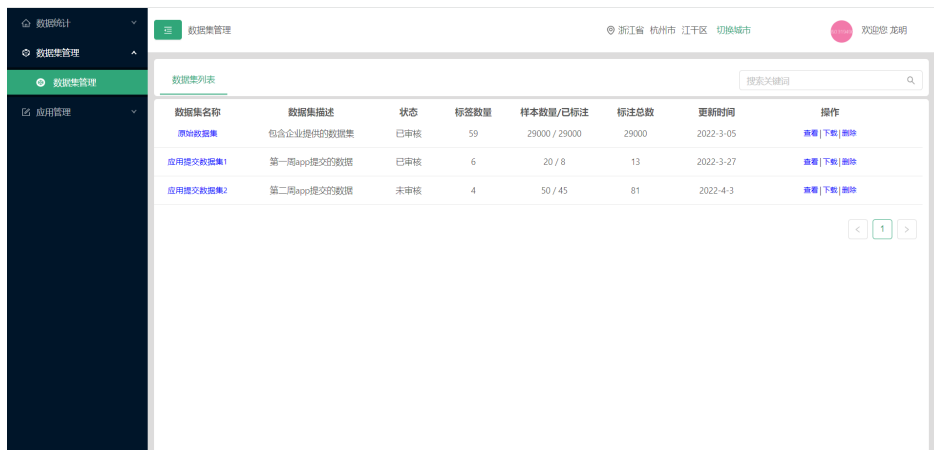 数据统计
数据集管理
数据集管理
应用管理
数据集管理
浙江省 杭州市 江干区 切换城市
欢迎您 龙明
数据集列表
搜索关键词
数据集名称 数据集描述 状态 标签数量 样本数量/已标注 标注总数 更新时间 操作
原始数据集 包含企业提供的数据集 已审核 59 29000 / 29000 29000 2022-3-05 查看|下载|删除
应用提交数据集1 第一周app提交的数据 已审核 6 20 / 8 13 2022-3-27 查看|下载|删除
应用提交数据集2 第二周app提交的数据 未审核 4 50 / 45 81 2022-4-3 查看|下载|删除
< 1 >